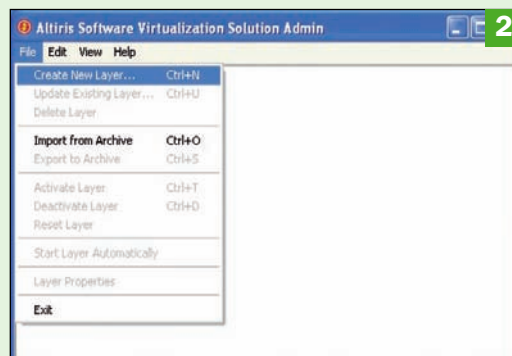 Altiris Software Virtualization Solution Admin
2
File Edit View Help
Create New Layer... Ctrl+N
Update Existing Layer... Ctrl+U
Delete Layer
Import from Archive Ctrl+O
Export to Archive Ctrl+S
Activate Layer Ctrl+T
Deactivate Layer Ctrl+D
Reset Layer
Start Layer Automatically
Layer Properties
Exit